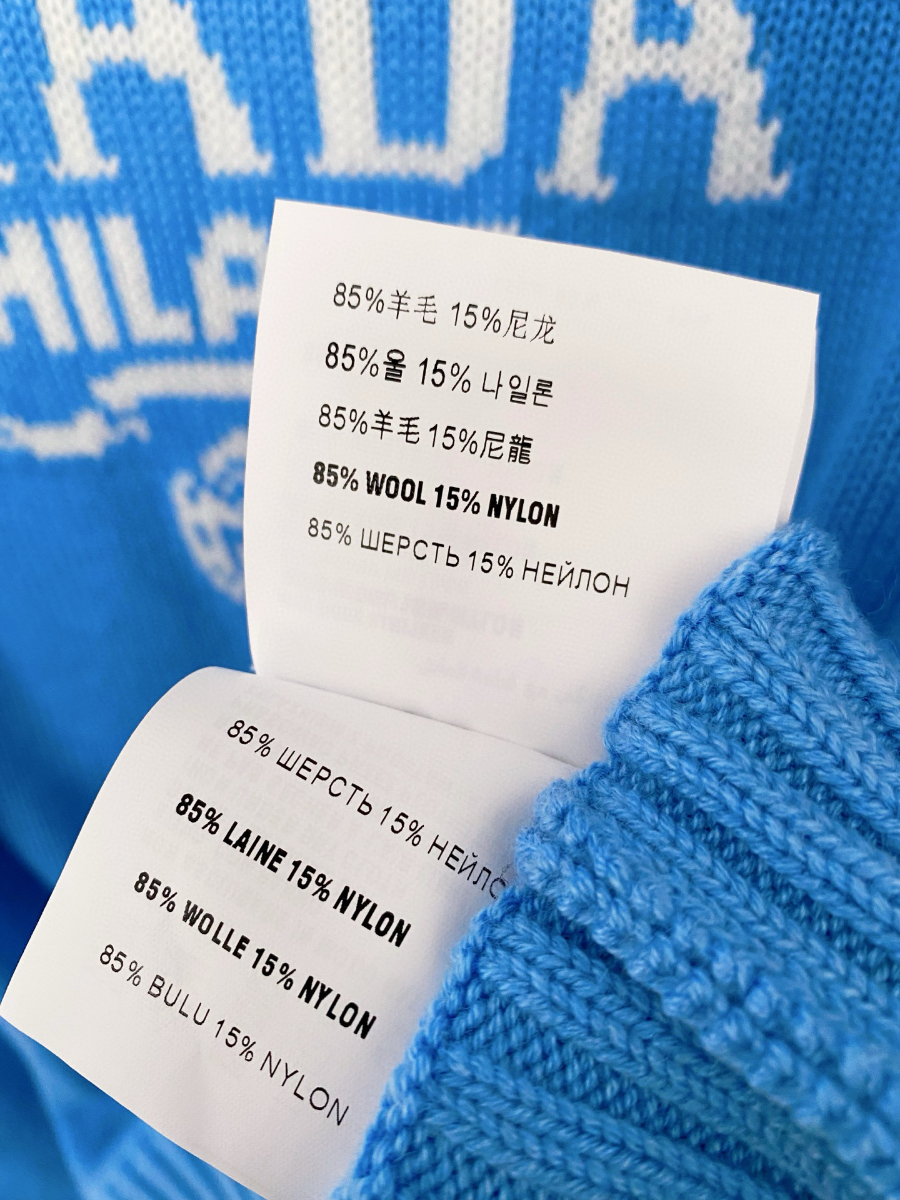 ADA
MILA
85%羊毛 15%尼龙
85%울 15% 나일론
85%羊毛 15%尼龍
85% WOOL 15% NYLON
85% ШЕРСТЬ 15% НЕЙЛОН
85% ШЕРСТЬ 15% НЕЙЛО
85% LAINE 15% NYLON
85% WOLLE 15% NYLON
85% BULU 15% NYLON